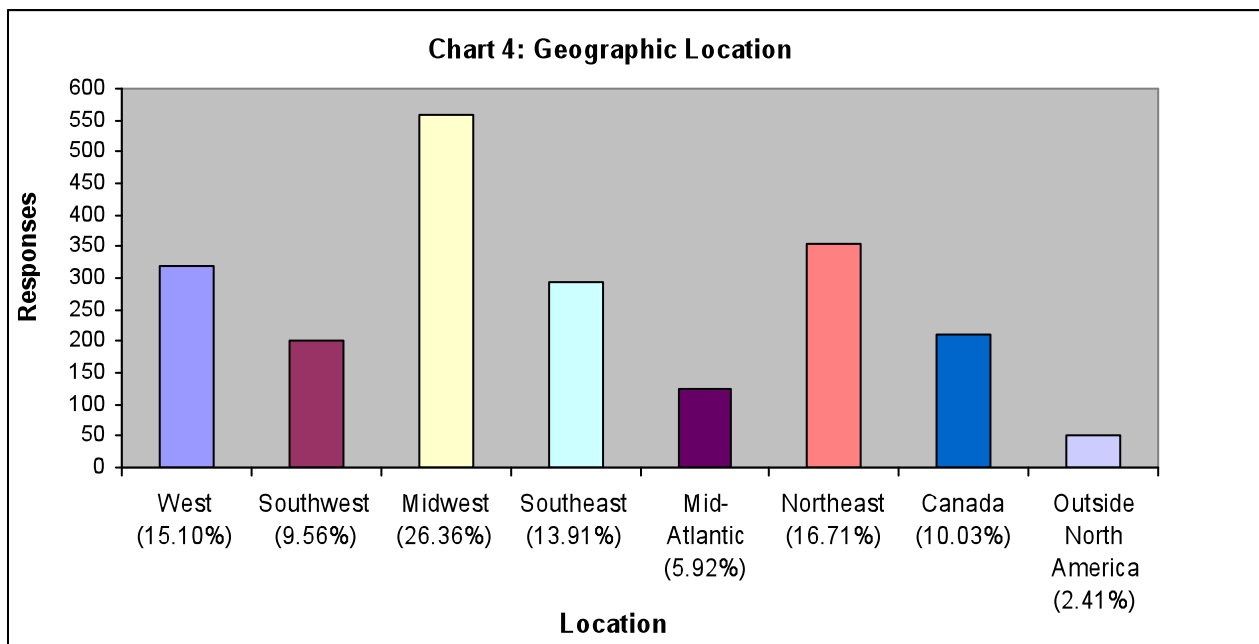 Chart 4: Geographic Location
Responses
600
550
500
450
400
350
300
250
200
150
100
50
0
West
(15.10%)
Southwest
(9.56%)
Midwest
(26.36%)
Southeast
(13.91%)
Mid-
Atlantic
(5.92%)
Northeast
(16.71%)
Canada
(10.03%)
Outside
North
America
(2.41%)
Location